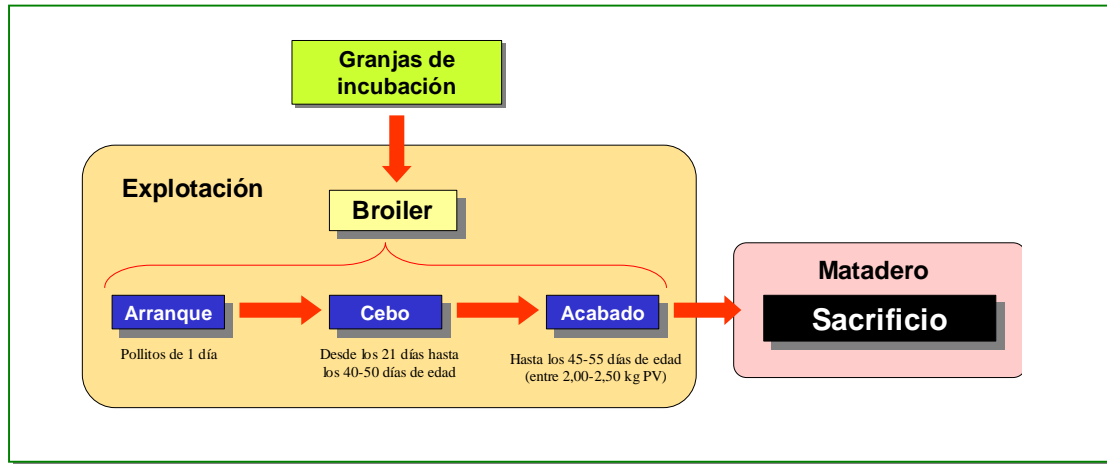 Granjas de
incubación
Explotación
Broiler
Arranque
Cebo
Acabado
Pollitos de 1 día
Desde los 21 días hasta
los 40-50 días de edad
Hasta los 45-55 días de edad
(entre 2,00-2,50 kg PV)
Matadero
Sacrificio